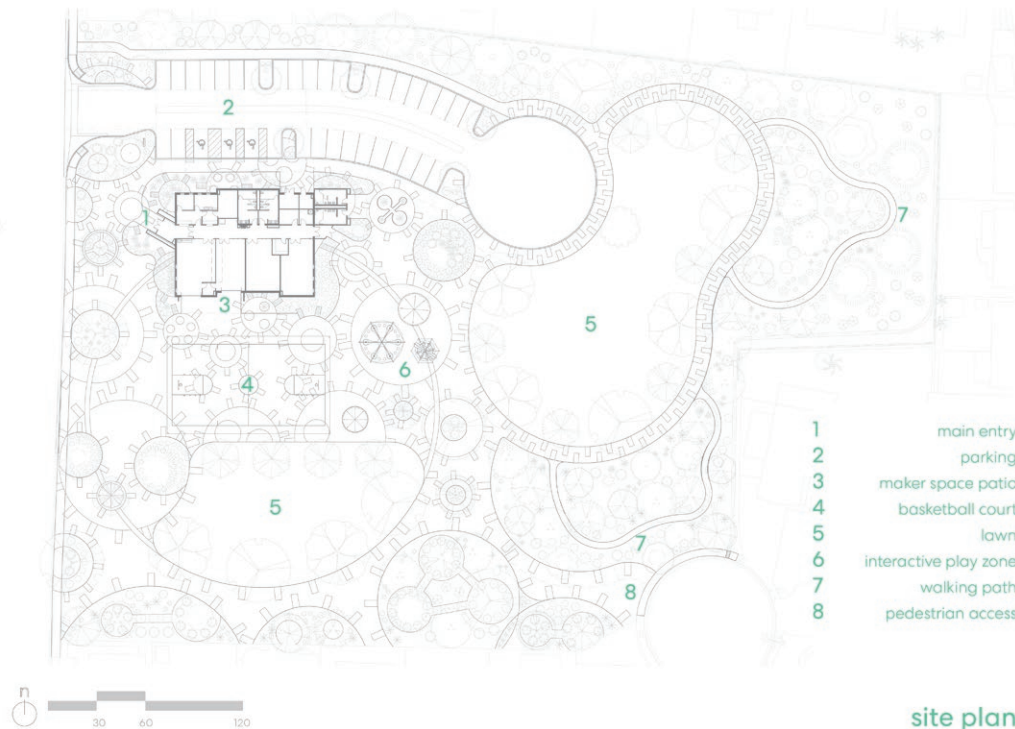 2
1
7
3
5
6
4
5
7
8
1 main entry
2 parking
3 maker space patio
4 basketball court
5 lawn
6 interactive play zone
7 walking path
8 pedestrian access
n
30 60 120
site plan